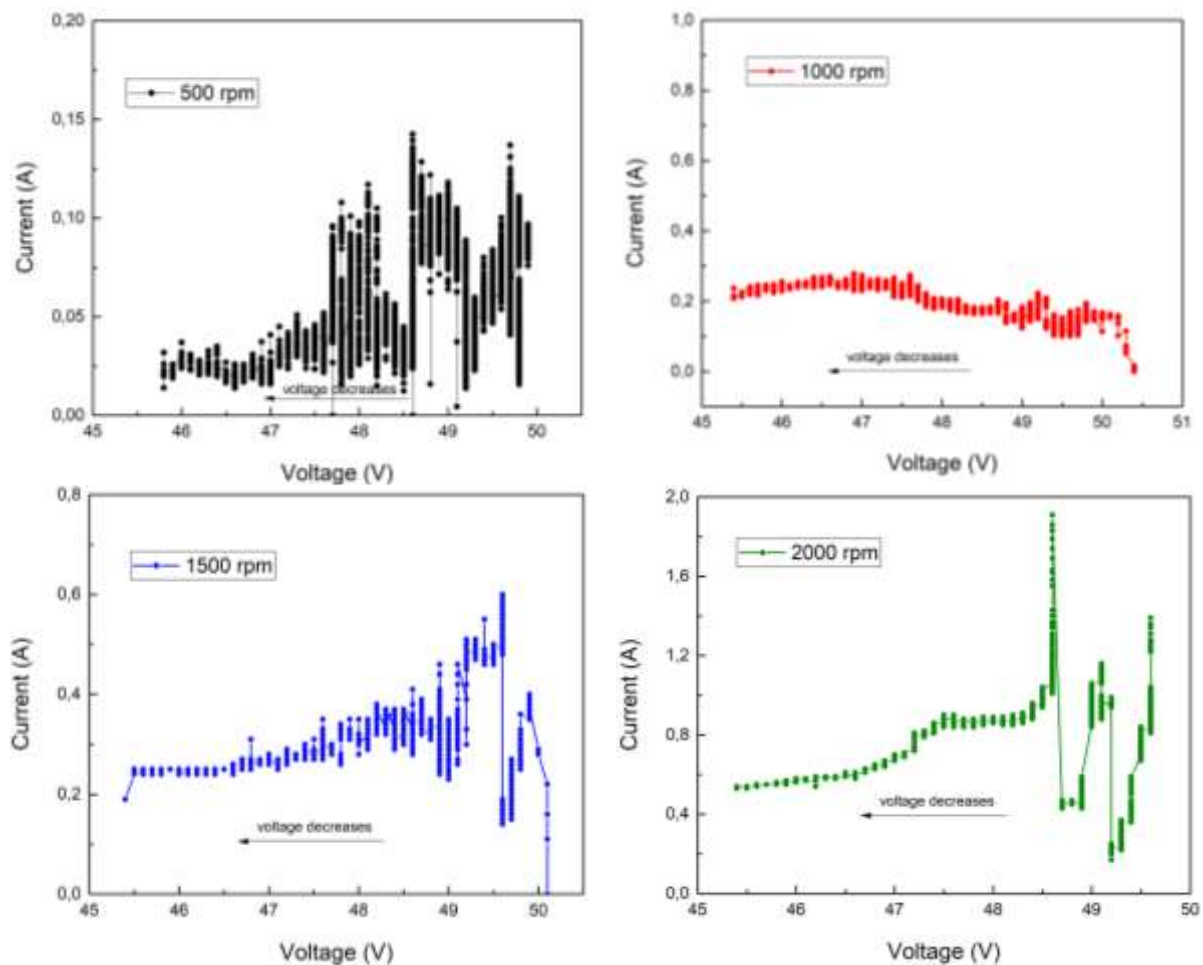 0,20
0,15
0,10
0,05
0,00
Current (A)
500 rpm
voltage decreases
45 46 47 48 49 50
Voltage (V)
1,0
0,8
0,6
0,4
0,2
0,0
Current (A)
1000 rpm
voltage decreases
45 46 47 48 49 50 51
Voltage (V)
0,8
0,6
0,4
0,2
0,0
Current (A)
1500 rpm
voltage decreases
45 46 47 48 49 50
Voltage (V)
2,0
1,6
1,2
0,8
0,4
0,0
Current (A)
2000 rpm
voltage decreases
45 46 47 48 49 50
Voltage (V)